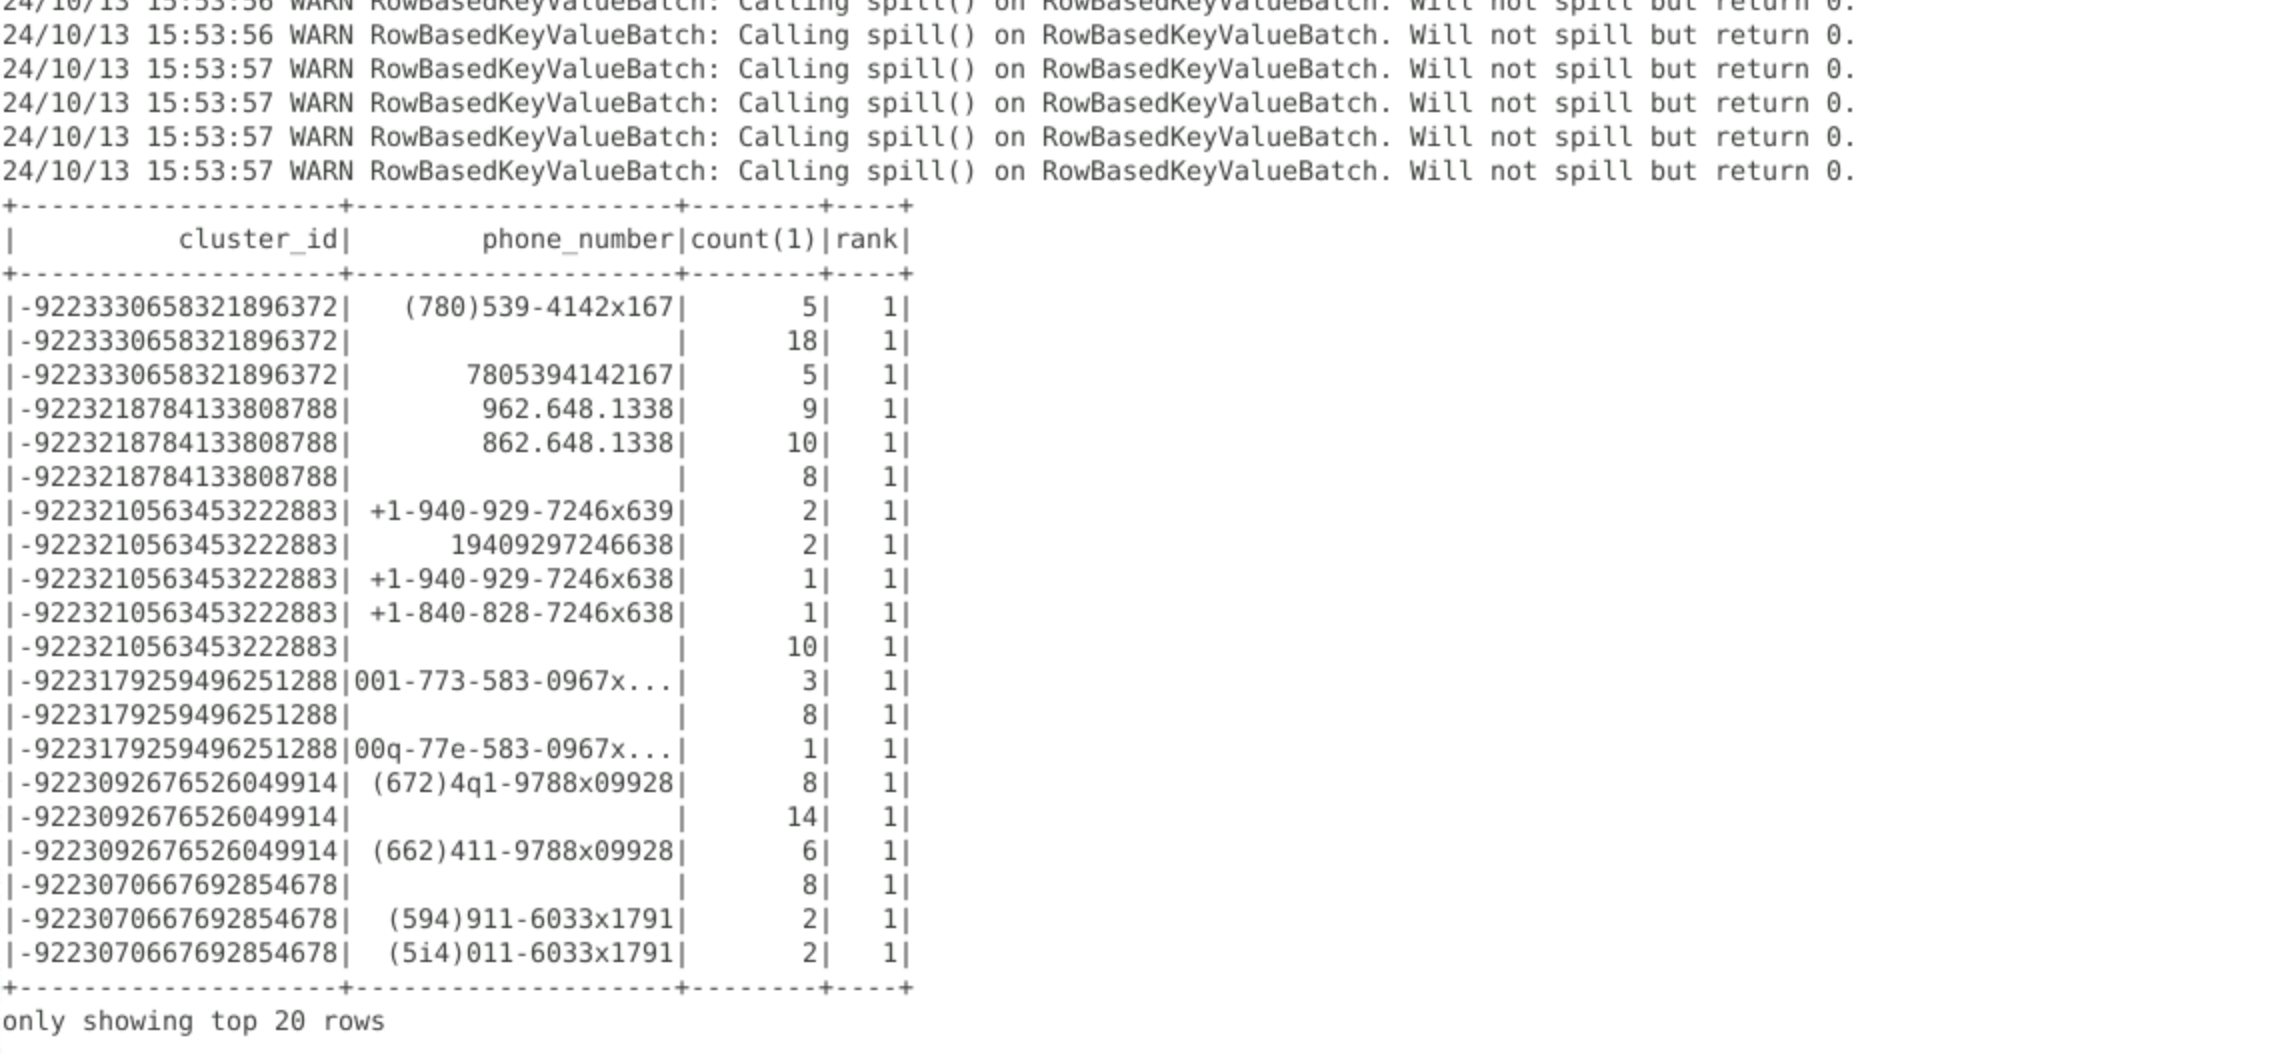 24/10/13 15:53:56 WARN RowBasedKeyValueBatch: Calling spill() on RowBasedKeyValueBatch. Will not spill but return 0.
24/10/13 15:53:56 WARN RowBasedKeyValueBatch: Calling spill() on RowBasedKeyValueBatch. Will not spill but return 0.
24/10/13 15:53:57 WARN RowBasedKeyValueBatch: Calling spill() on RowBasedKeyValueBatch. Will not spill but return 0.
24/10/13 15:53:57 WARN RowBasedKeyValueBatch: Calling spill() on RowBasedKeyValueBatch. Will not spill but return 0.
24/10/13 15:53:57 WARN RowBasedKeyValueBatch: Calling spill() on RowBasedKeyValueBatch. Will not spill but return 0.
24/10/13 15:53:57 WARN RowBasedKeyValueBatch: Calling spill() on RowBasedKeyValueBatch. Will not spill but return 0.
+--------------------+--------------------+--------+----+
|          cluster_id|        phone_number|count(1)|rank|
+--------------------+--------------------+--------+----+
|-9223330658321896372|   (780)539-4142x167|       5|   1|
|-9223330658321896372|                    |      18|   1|
|-9223330658321896372|       7805394142167|       5|   1|
|-9223218784133808788|        962.648.1338|       9|   1|
|-9223218784133808788|        862.648.1338|      10|   1|
|-9223218784133808788|                    |       8|   1|
|-9223210563453222883| +1-940-929-7246x639|       2|   1|
|-9223210563453222883|      19409297246638|       2|   1|
|-9223210563453222883| +1-940-929-7246x638|       1|   1|
|-9223210563453222883| +1-840-828-7246x638|       1|   1|
|-9223210563453222883|                    |      10|   1|
|-9223179259496251288|001-773-583-0967x...|       3|   1|
|-9223179259496251288|                    |       8|   1|
|-9223179259496251288|00q-77e-583-0967x...|       1|   1|
|-9223092676526049914| (672)4q1-9788x09928|       8|   1|
|-9223092676526049914|                    |      14|   1|
|-9223092676526049914| (662)411-9788x09928|       6|   1|
|-9223070667692854678|                    |       8|   1|
|-9223070667692854678|  (594)911-6033x1791|       2|   1|
|-9223070667692854678|  (5i4)011-6033x1791|       2|   1|
+--------------------+--------------------+--------+----+
only showing top 20 rows